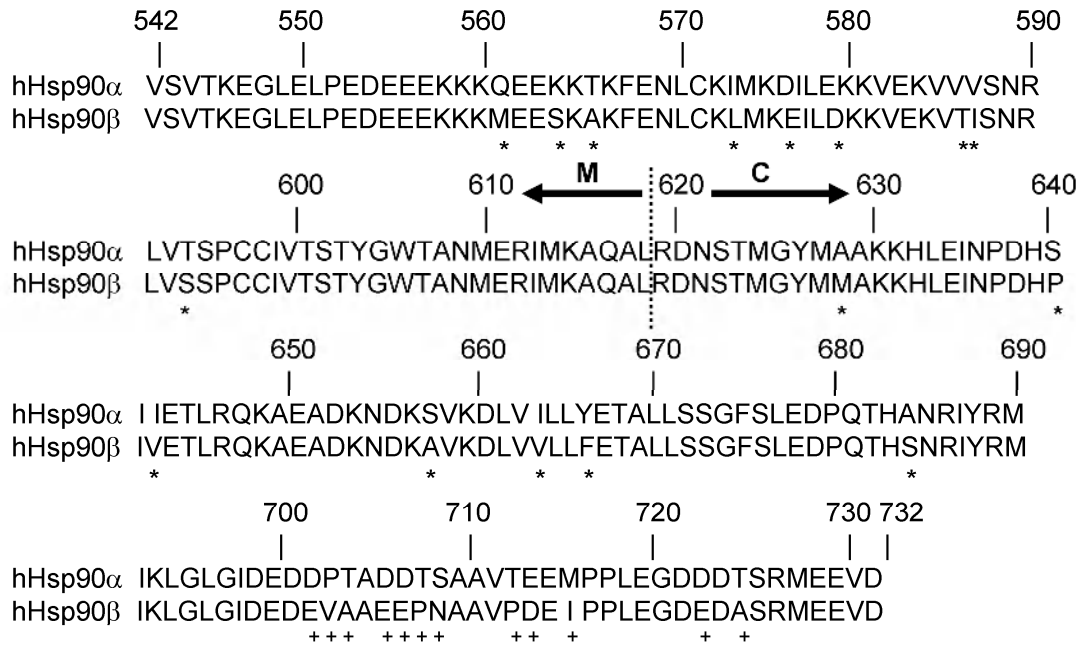 542 550 560 570 580 590
hHsp90α VSVTKEGLELPEDEEEKKKQEEKKTKFENLCKIMKDILEKKVEKVVVSNR
hHsp90β VSVTKEGLELPEDEEEKKKMEESKAKFENLCKLMKEILDKKVEKVTISNR
* * * * * * **
600 610 M 620 C 630 640
hHsp90α LVTSPCCIVTSTYGWTANMERIMKAQALRDNSTMGYMAAKKHLEINPDHS
hHsp90β LVSSPCCIVTSTYGWTANMERIMKAQALRDNSTMGYMMAKKHLEINPDHP
* * *
650 660 670 680 690
hHsp90α IIETLRQKAEADKNDKSVKDLVILLYETALLSSGFSLEDPQTHANRIYRM
hHsp90β IVETLRQKAEADKNDKAVKDLVVLLFETALLSSGFSLEDPQTHSNRIYRM
* * * * *
700 710 720 730 732
hHsp90α IKLGLGIDEDDPTADDTSAAVTEEMPPLEGDDDTSRMEEVD
hHsp90β IKLGLGIDEDEVAAEEPNAAVPDEIPPLEGDEDASRMEEVD
+++ ++++ ++ + + +